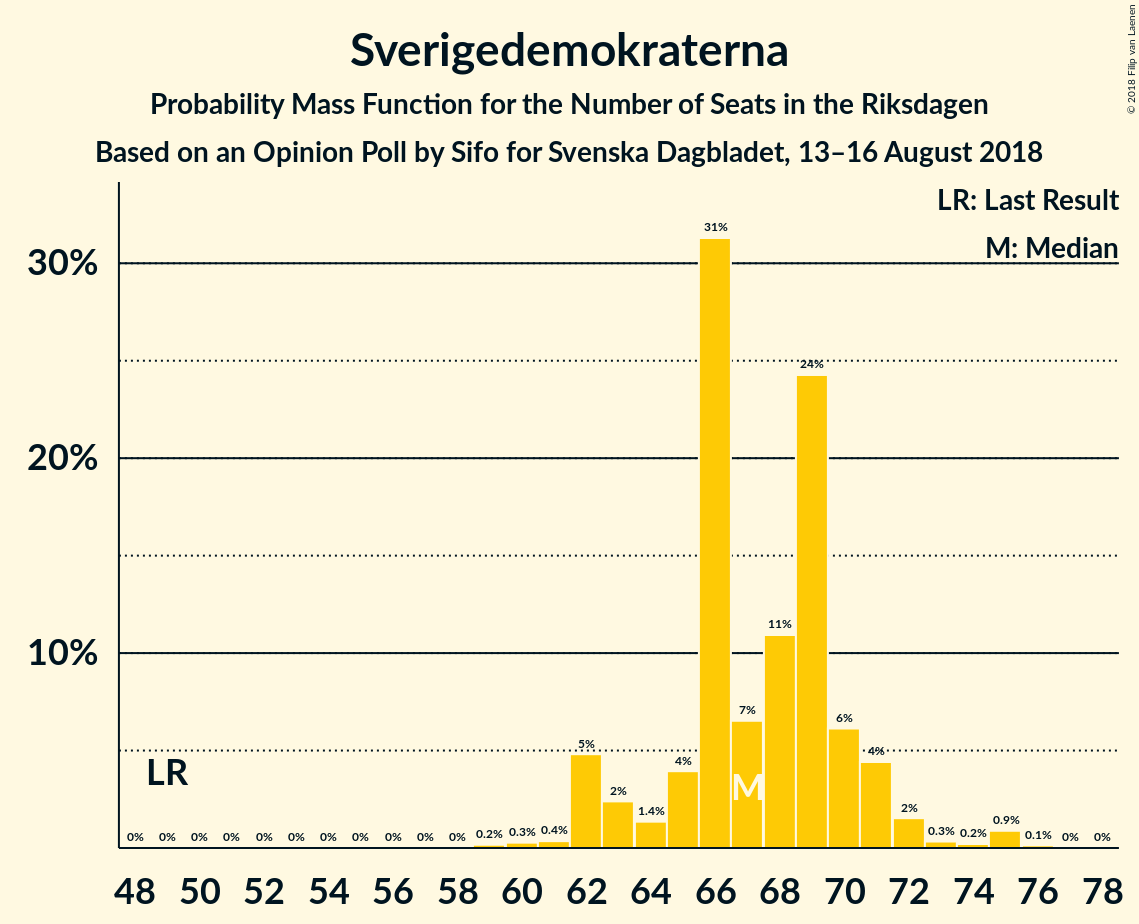 Sverigedemokraterna
Probability Mass Function for the Number of Seats in the Riksdagen
Based on an Opinion Poll by Sifo for Svenska Dagbladet, 13–16 August 2018
© 2018 Filip van Laenen
LR: Last Result
M: Median
30%
20%
10%
LR
M
0% 0% 0% 0% 0% 0% 0% 0% 0% 0% 0% 0.2% 0.3% 0.4% 5% 2% 1.4% 4% 31% 7% 11% 24% 6% 4% 2% 0.3% 0.2% 0.9% 0.1% 0% 0%
48 50 52 54 56 58 60 62 64 66 68 70 72 74 76 78